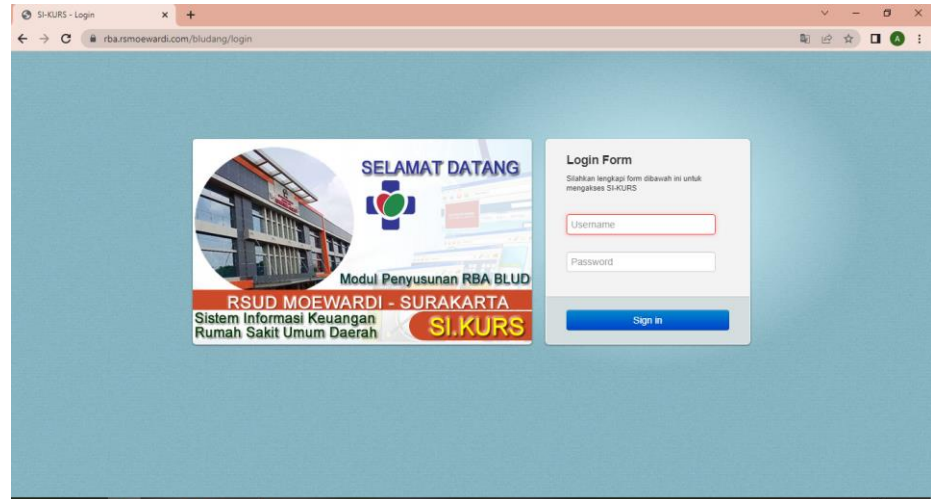 SI-KURS - Login
rba.rsmoewardi.com/bludang/login
A
SELAMAT DATANG
Modul Penyusunan RBA BLUD
RSUD MOEWARDI - SURAKARTA
Sistem Informasi Keuangan
Rumah Sakit Umum Daerah
SI.KURS
Login Form
Silahkan lengkapi form dibawah ini untuk
mengakses SI-KURS
Username
Password
Sign in